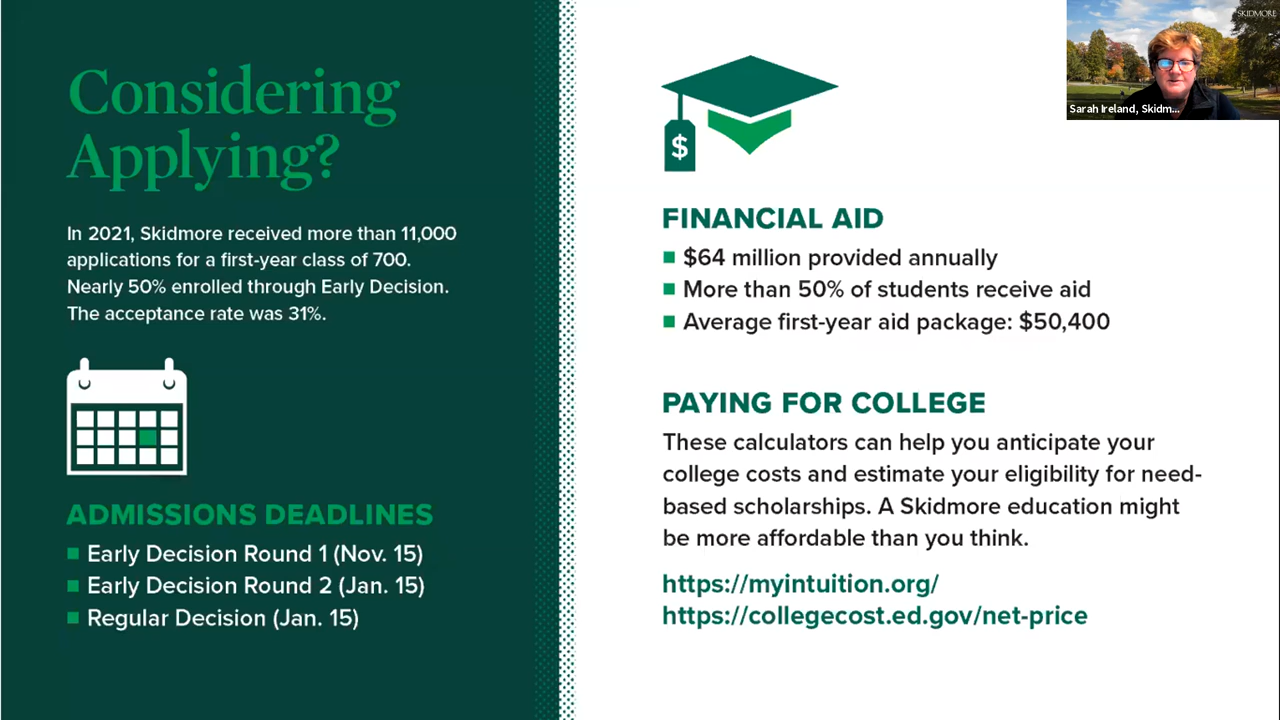 Considering
Applying?
In 2021, Skidmore received more than 11,000
applications for a first-year class of 700.
Nearly 50% enrolled through Early Decision.
The acceptance rate was 31%.
ADMISSIONS DEADLINES
Early Decision Round 1 (Nov. 15)
Early Decision Round 2 (Jan. 15)
Regular Decision (Jan. 15)
$
FINANCIAL AID
$64 million provided annually
More than 50% of students receive aid
Average first-year aid package: $50,400
PAYING FOR COLLEGE
These calculators can help you anticipate your
college costs and estimate your eligibility for need-
based scholarships. A Skidmore education might
be more affordable than you think.
https://myintuition.org/
https://collegecost.ed.gov/net-price
SKIDMORE
Sarah Ireland, Skidm...